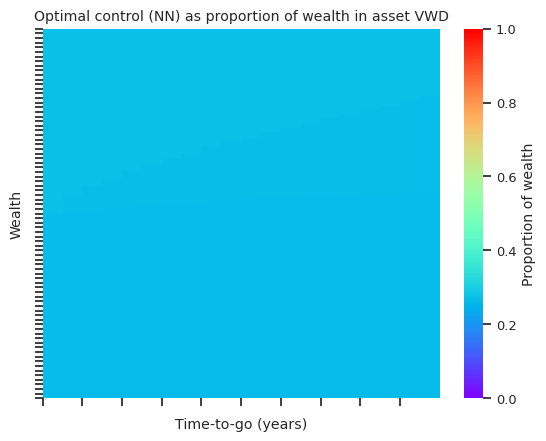 Optimal control (NN) as proportion of wealth in asset VWD
Wealth
Time-to-go (years)
1.0
0.8
0.6
0.4
0.2
0.0
Proportion of wealth